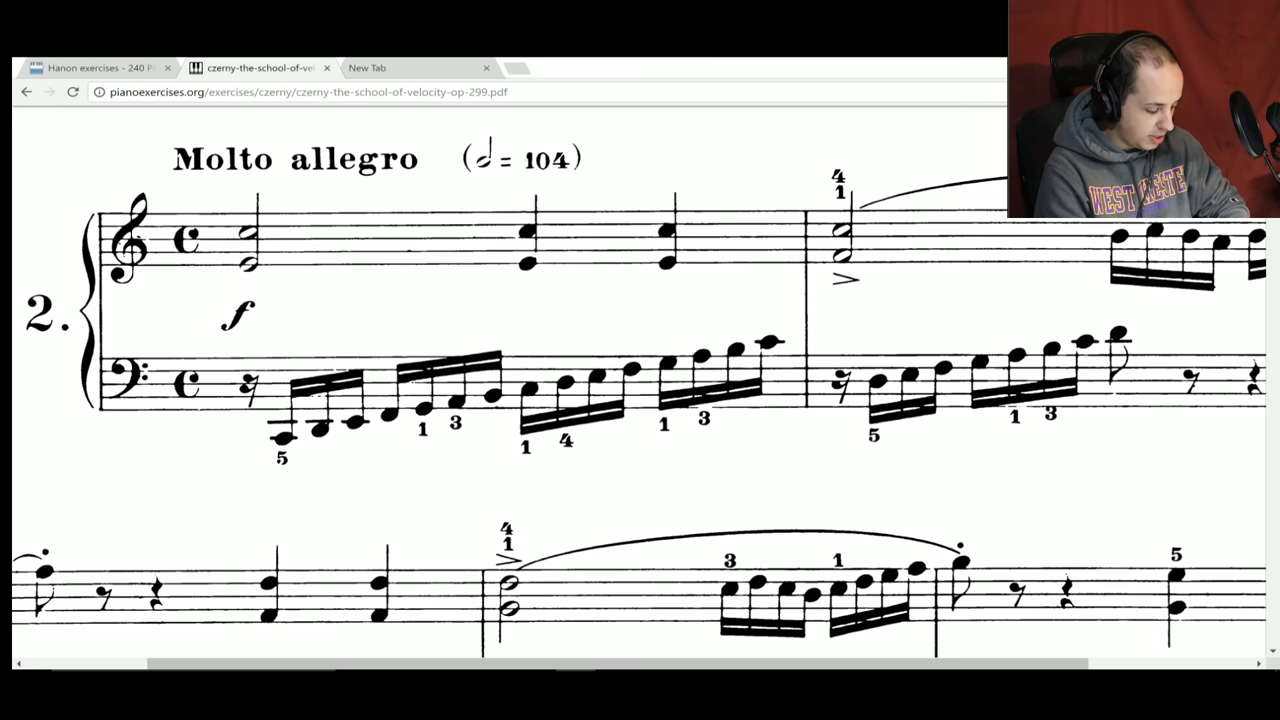 Hanon exercises - 240 P
czerny-the-school-of-vel
New Tab
pianoexercises.org/exercises/czerny/czerny-the-school-of-velocity-op-299.pdf
Molto allegro (𝅗𝅥 = 104)
4
1
WEST
2.
f
1 3
5
1 4
1 3
5
1 3
4
1
3 1
5